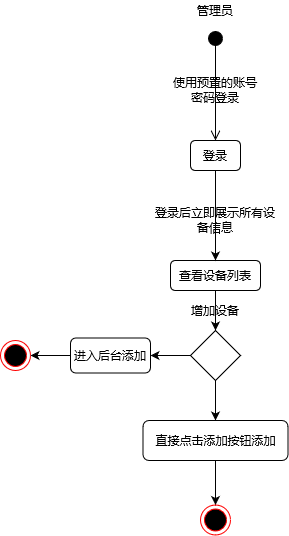 管理员
使用预置的账号
密码登录
登录
登录后立即展示所有设
备信息
查看设备列表
增加设备
进入后台添加
直接点击添加按钮添加